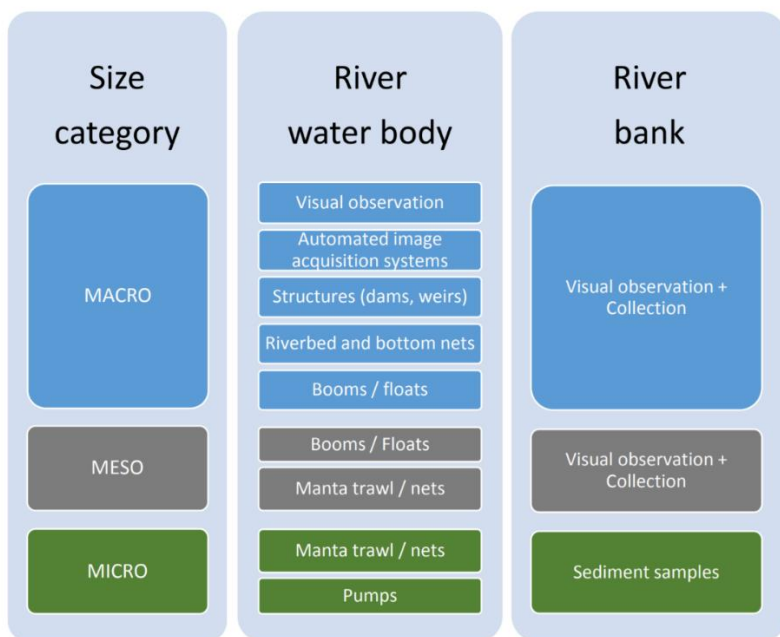 Size
category
MACRO
MESO
MICRO
River
water body
Visual observation
Automated image
acquisition systems
Structures (dams, weirs)
Riverbed and bottom nets
Booms / floats
Booms / Floats
Manta trawl / nets
Manta trawl / nets
Pumps
River
bank
Visual observation +
Collection
Visual observation +
Collection
Sediment samples